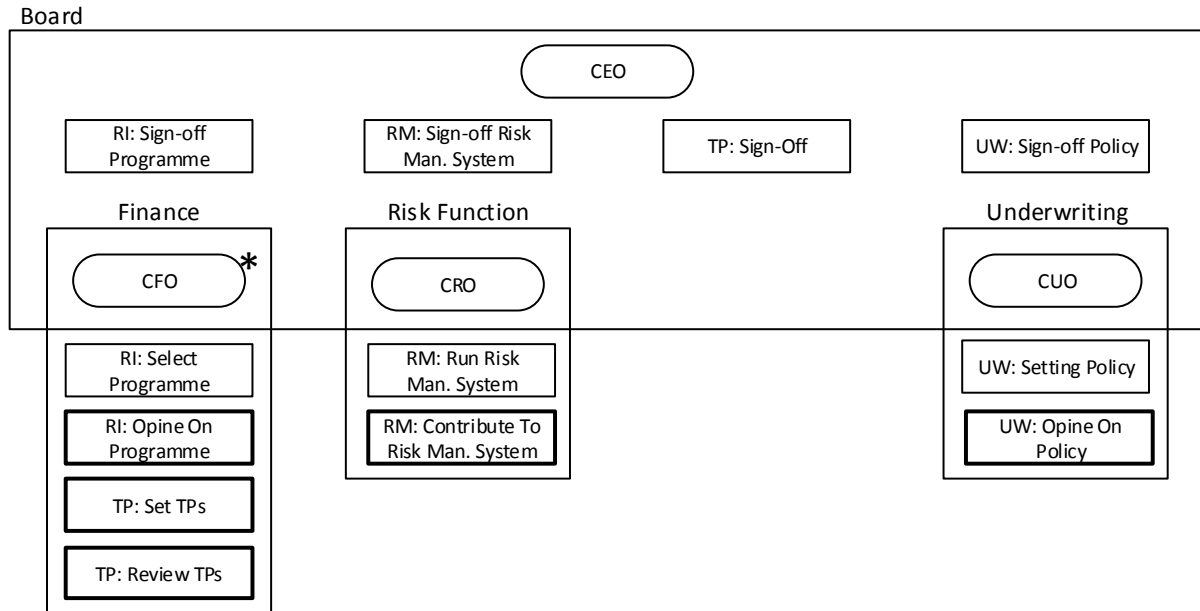 Board
CEO
RI: Sign-off
Programme
RM: Sign-off Risk
Man. System
TP: Sign-Off
UW: Sign-off Policy
Finance
Risk Function
Underwriting
CFO
*
CRO
CUO
RI: Select
Programme
RM: Run Risk
Man. System
UW: Setting Policy
RI: Opine On
Programme
RM: Contribute To
Risk Man. System
UW: Opine On
Policy
TP: Set TPs
TP: Review TPs